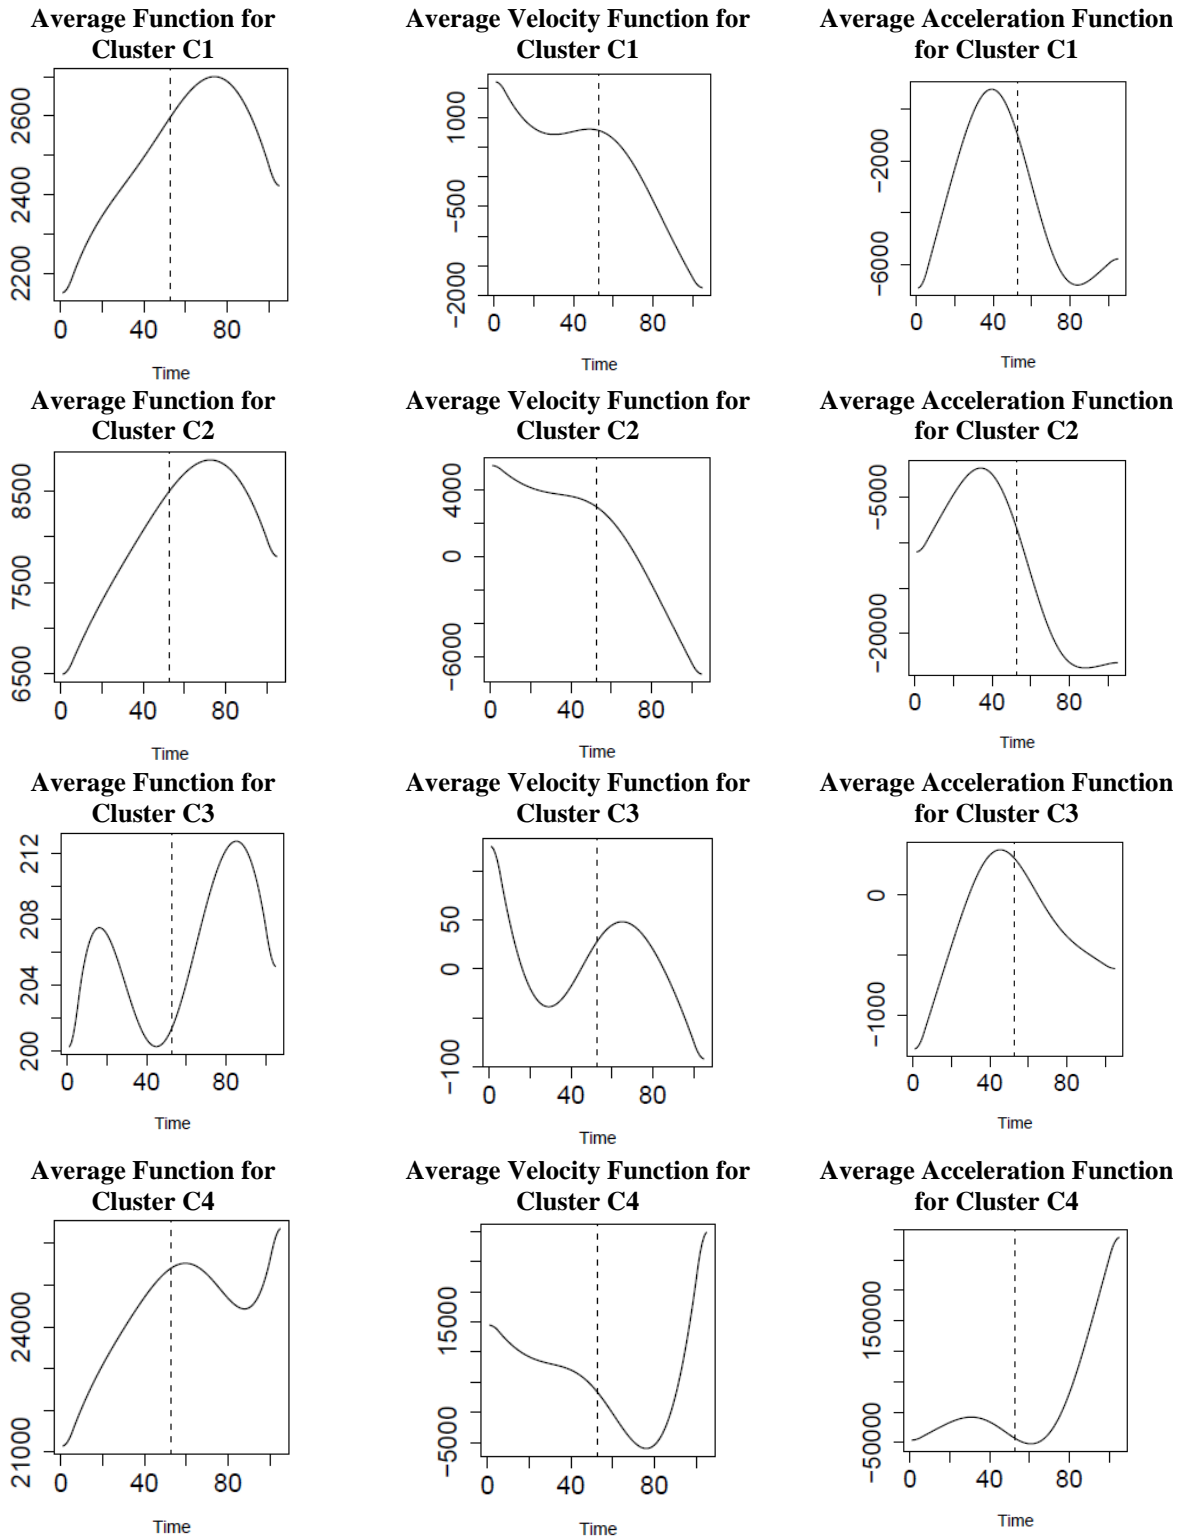 Average Function for
Cluster C1
Average Velocity Function for
Cluster C1
Average Acceleration Function
for Cluster C1
2200 2400 2600
0 40 80
Time
−2000 −500 1000
0 40 80
Time
−6000 −2000
0 40 80
Time
Average Function for
Cluster C2
Average Velocity Function for
Cluster C2
Average Acceleration Function
for Cluster C2
6500 7500 8500
0 40 80
Time
−6000 0 4000
0 40 80
Time
−20000 −5000
0 40 80
Time
Average Function for
Cluster C3
Average Velocity Function for
Cluster C3
Average Acceleration Function
for Cluster C3
200 204 208 212
0 40 80
Time
−100 0 50
0 40 80
Time
−1000 0
0 40 80
Time
Average Function for
Cluster C4
Average Velocity Function for
Cluster C4
Average Acceleration Function
for Cluster C4
21000 24000
0 40 80
Time
−5000 15000
0 40 80
Time
−50000 150000
0 40 80
Time